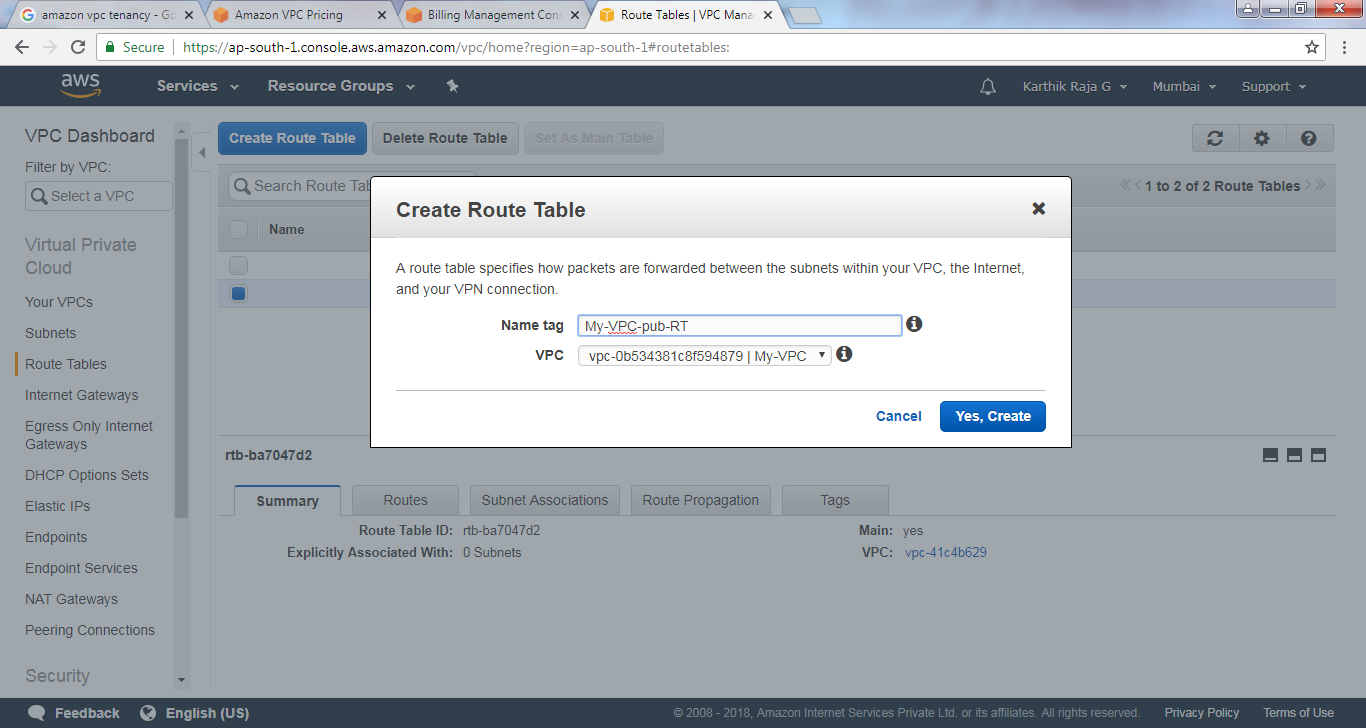 amazon vpc tenancy - Go
Amazon VPC Pricing
Billing Management Con
Route Tables | VPC Mana
Secure
https://ap-south-1.console.aws.amazon.com/vpc/home?region=ap-south-1#routetables:
aws
Services
Resource Groups
Karthik Raja G
Mumbai
Support
VPC Dashboard
Filter by VPC:
Select a VPC
Virtual Private
Cloud
Your VPCs
Subnets
Route Tables
Internet Gateways
Egress Only Internet
Gateways
DHCP Option Sets
Elastic IPs
Endpoints
Endpoint Services
NAT Gateways
Peering Connections
Security
Create Route Table
Delete Route Table
Set As Main Table
Search Route Tab
1 to 2 of 2 Route Tables
Name
Create Route Table
A route table specifies how packets are forwarded between the subnets within your VPC, the Internet,
and your VPN connection.
Name tag
My-VPC-pub-RT
VPC
vpc-0b534381c8f594879 | My-VPC
Cancel
Yes, Create
rtb-ba7047d2
Summary
Routes
Subnet Associations
Route Propagation
Tags
Route Table ID: rtb-ba7047d2
Main: yes
Explicitly Associated With: 0 Subnets
VPC: vpc-41c4b629
Feedback
English (US)
© 2008 - 2018, Amazon Internet Services Private Ltd. or its affiliates. All rights reserved.
Privacy Policy
Terms of Use